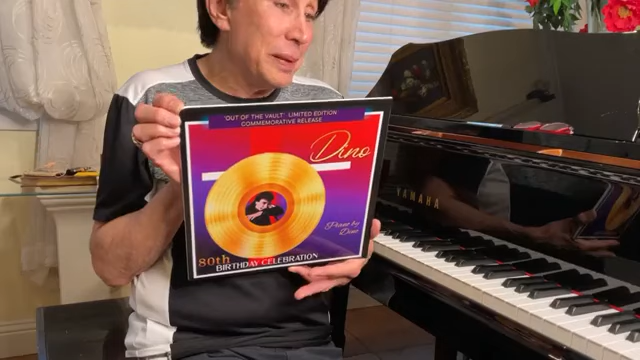 'OUT OF THE VAULT' LIMITED EDITION
COMMEMORATIVE RELEASE
Dino
Piano by
Dino
80th
BIRTHDAY CELEBRATION
YAMAHA